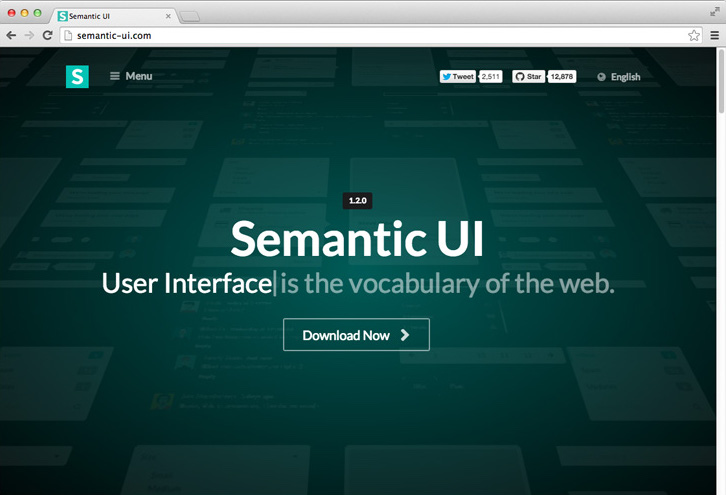 Semantic UI
semantic-ui.com
S Menu Tweet 2,511 Star 12,878 English
1.2.0
Semantic UI
User Interface is the vocabulary of the web.
Download Now